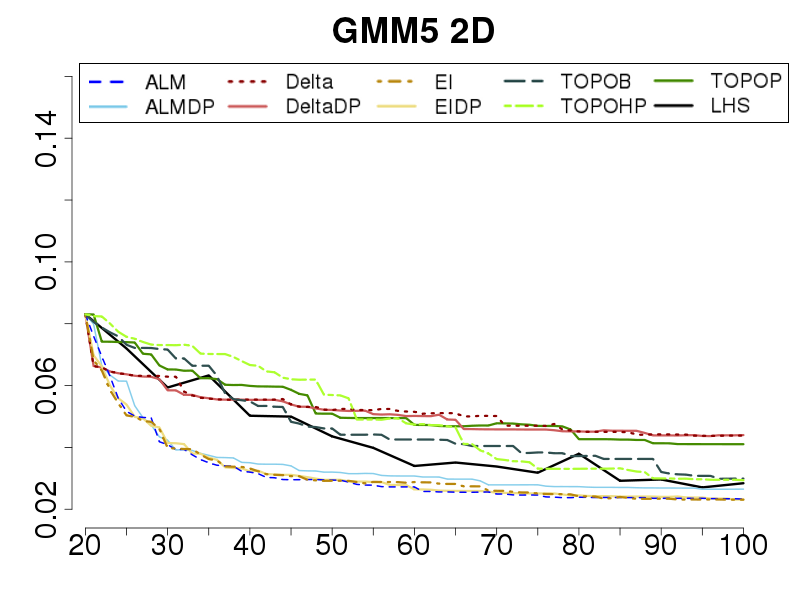 GMM5 2D
ALM Delta EI TOPOB TOPOP
ALMDP DeltaDP EIDP TOPOHP LHS
0.14
0.10
0.06
0.02
20 30 40 50 60 70 80 90 100